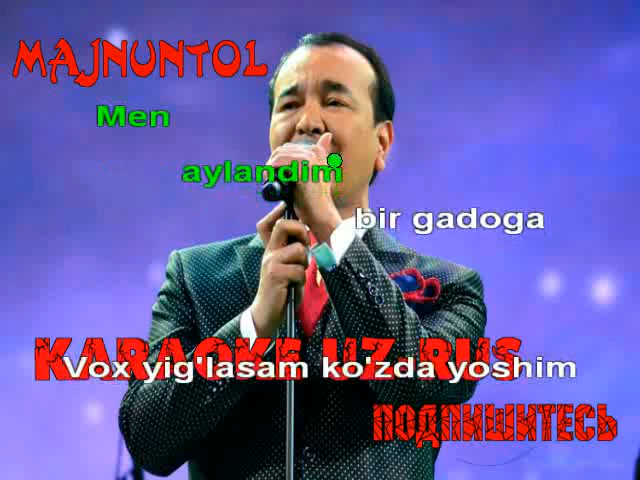 MAJNUNTOL
Men
aylandim
bir gadoga
KARAOKE UZ-RUS
Vox yig'lasam ko'zda yoshim
ПОДПИШИТЕСЬ